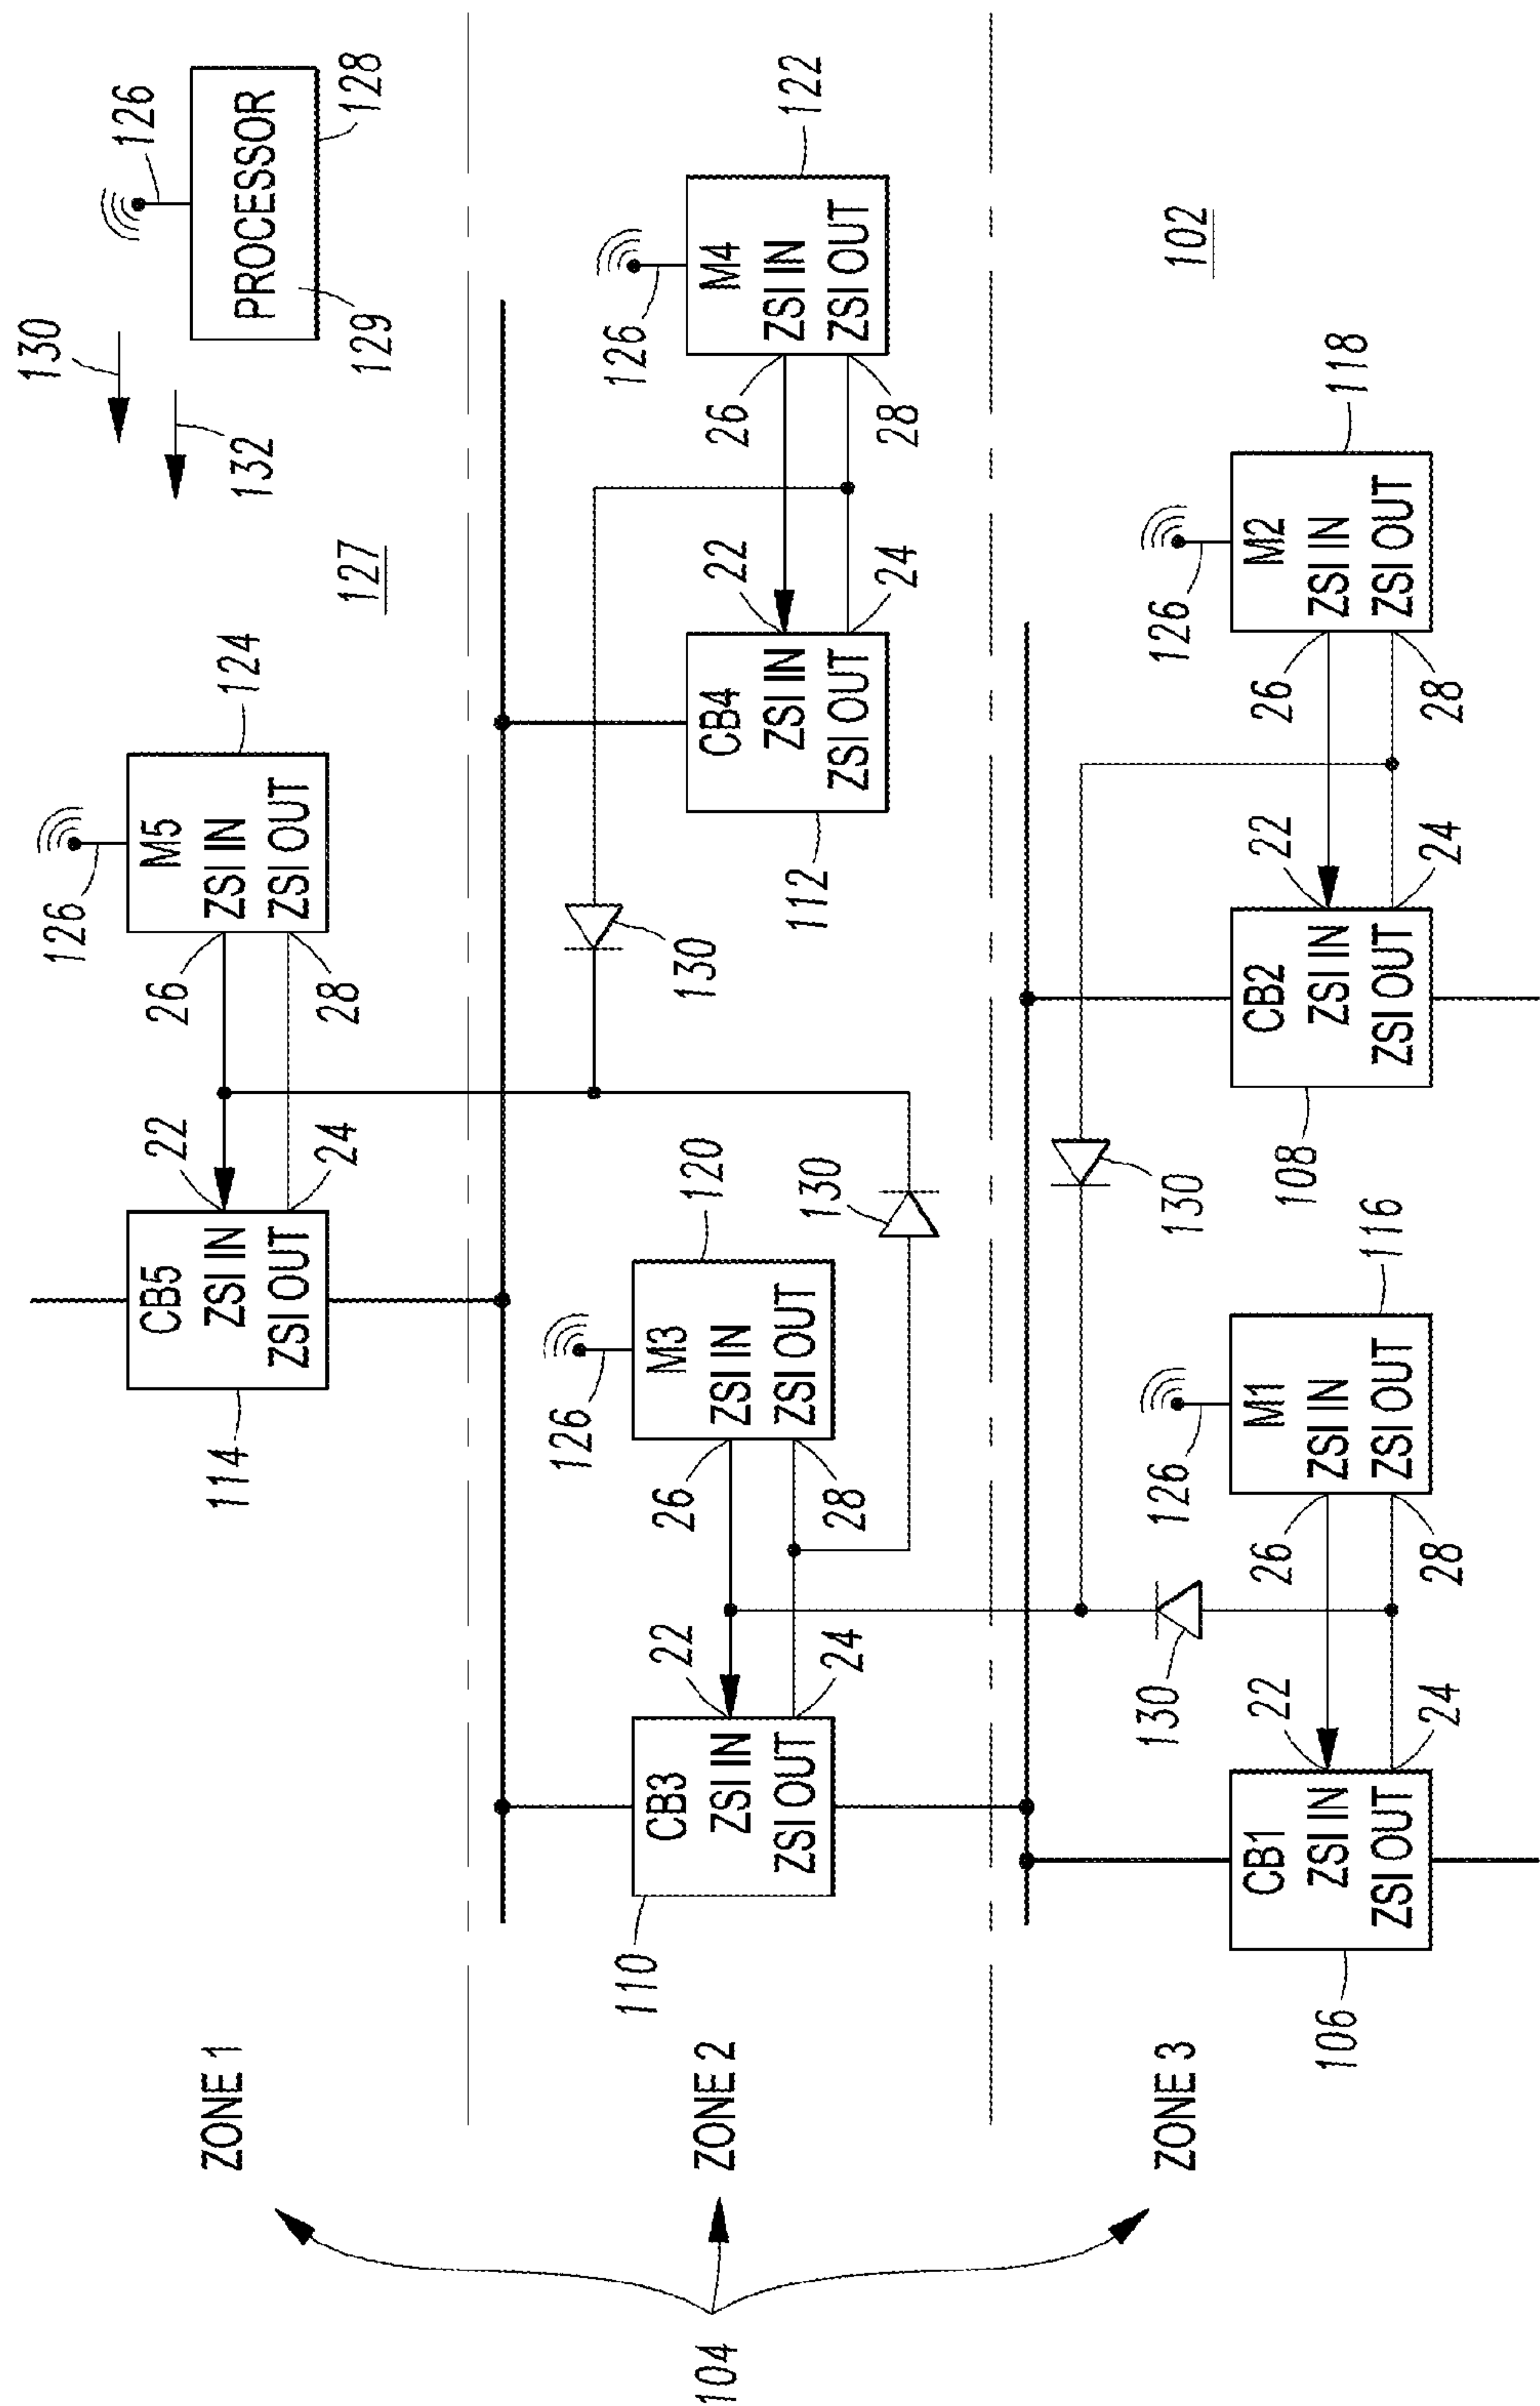 ZONE 1
ZONE 2
ZONE 3
104
114
CB5
ZSI IN
ZSI OUT
22
24
26
28
126
M5
ZSI IN
ZSI OUT
124
127
130
132
126
PROCESSOR
129
128
110
CB3
ZSI IN
ZSI OUT
22
24
26
28
126
M3
ZSI IN
ZSI OUT
120
130
130
112
CB4
ZSI IN
ZSI OUT
22
24
26
28
126
M4
ZSI IN
ZSI OUT
122
106
CB1
ZSI IN
ZSI OUT
22
24
130
26
28
126
M1
ZSI IN
ZSI OUT
116
130
108
CB2
ZSI IN
ZSI OUT
22
24
26
28
126
M2
ZSI IN
ZSI OUT
118
102